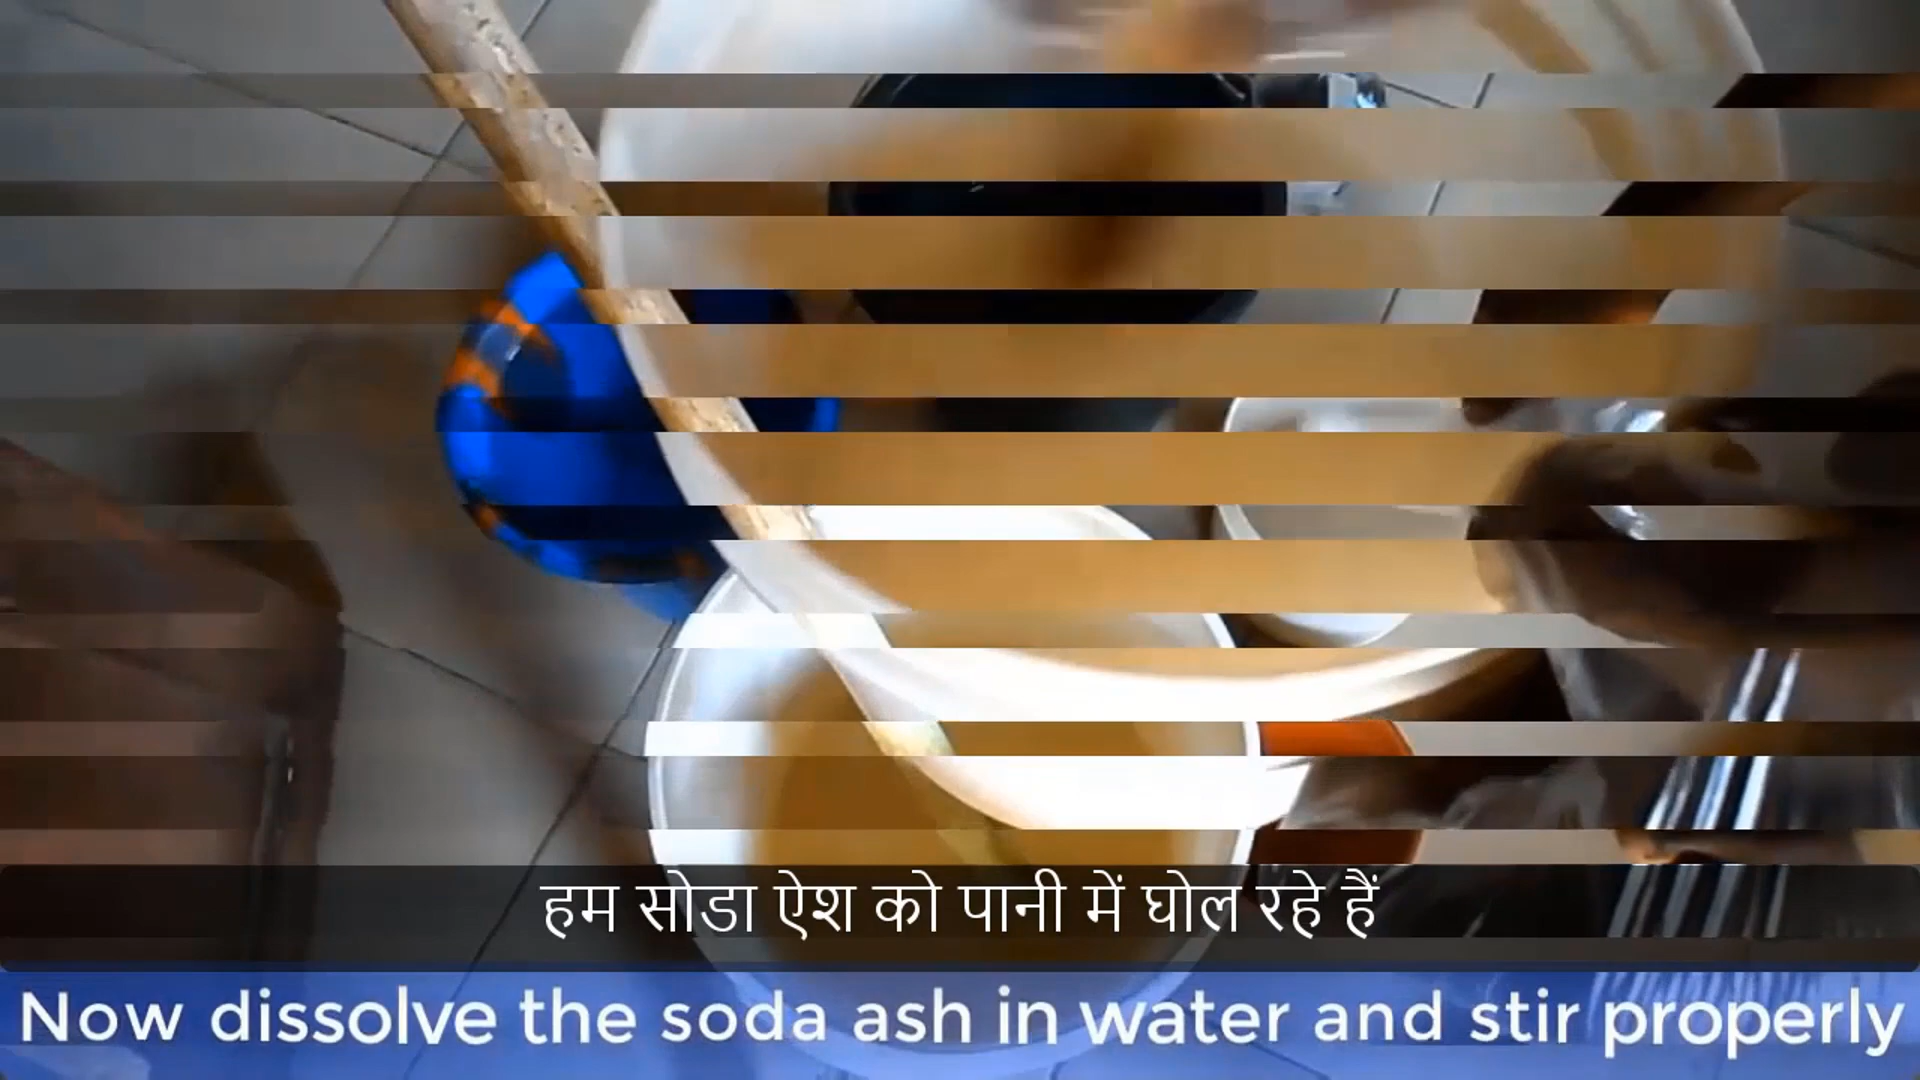 हम सोडा ऐश को पानी में घोल रहे हैं
Now dissolve the soda ash in water and stir properly